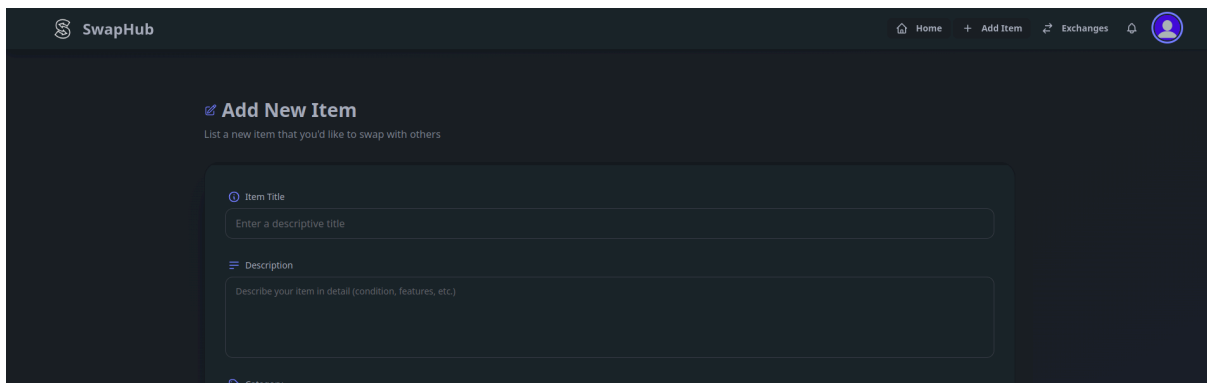 SwapHub
Home
Add Item
Exchanges
Add New Item
List a new item that you'd like to swap with others
Item Title
Enter a descriptive title
Description
Describe your item in detail (condition, features, etc.)
Category